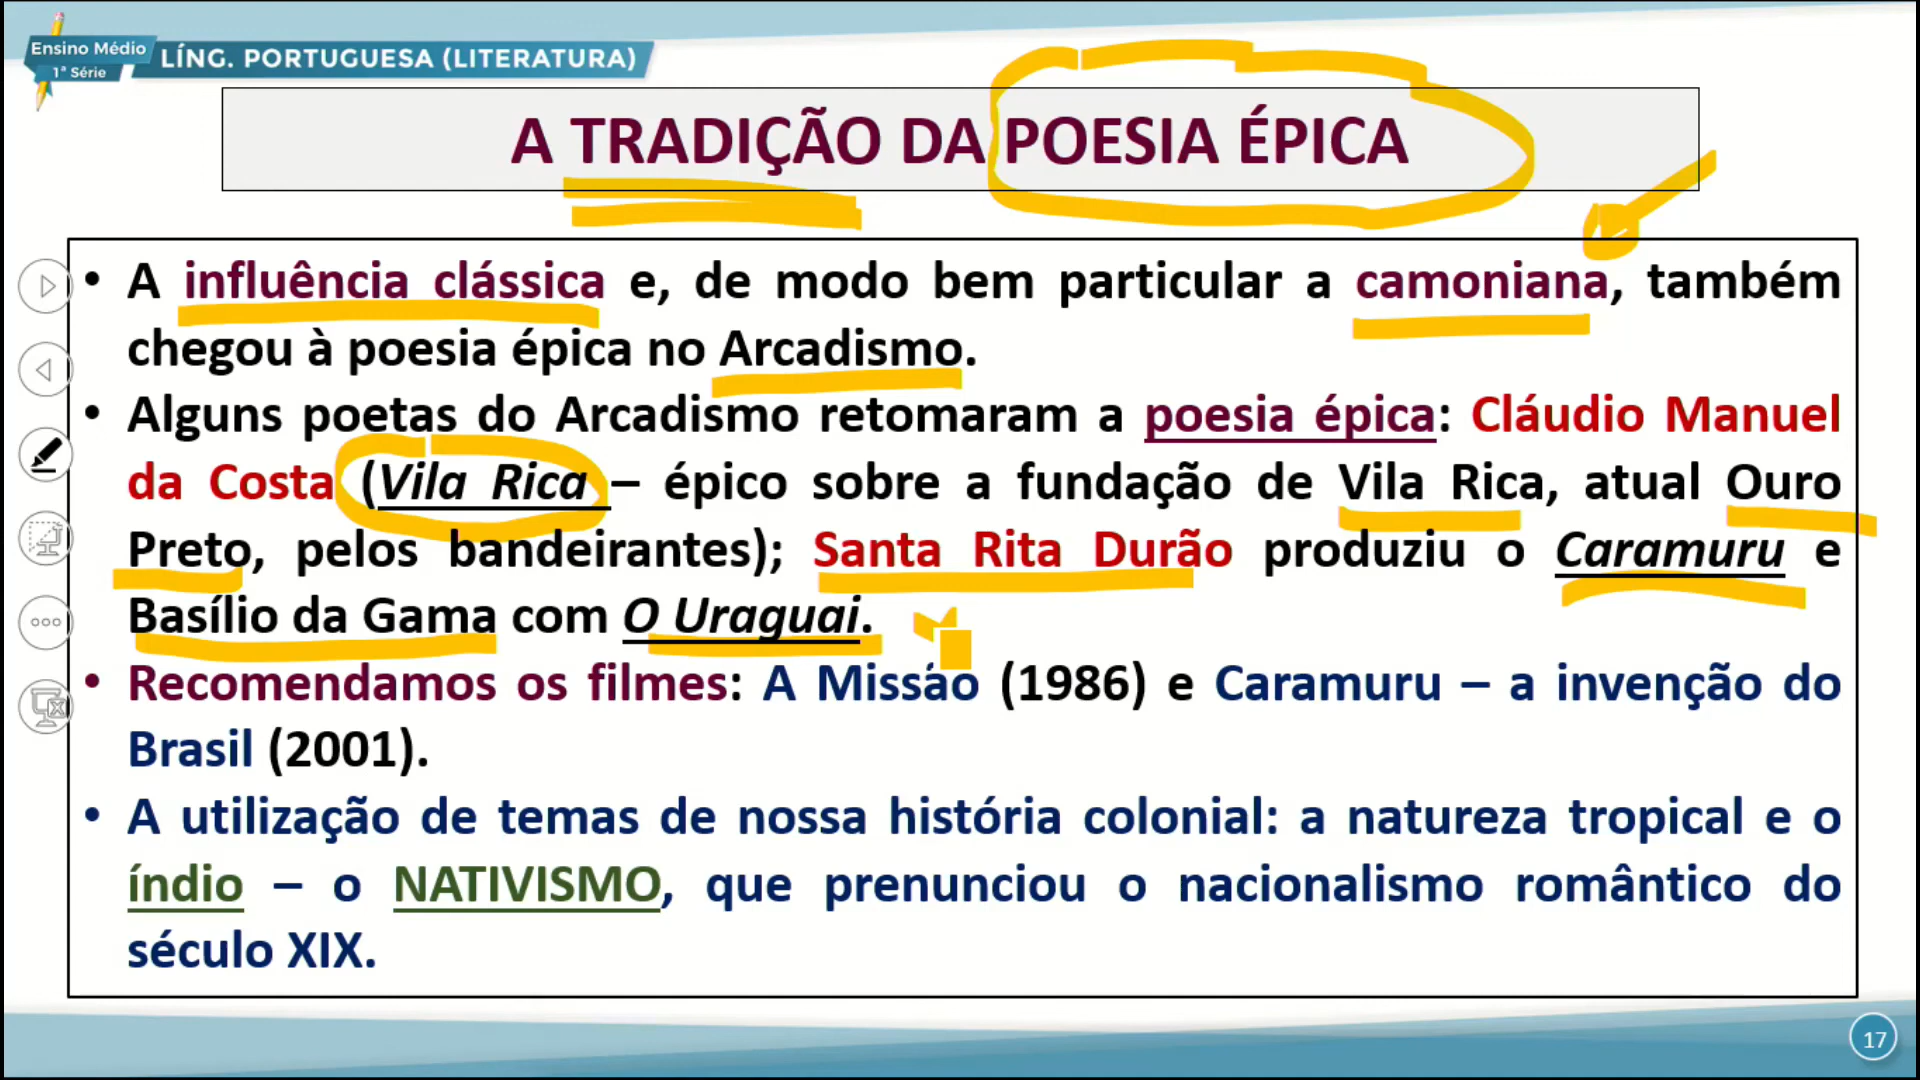 Ensino Médio
1ª Série
LÍNG. PORTUGUESA (LITERATURA)
A TRADIÇÃO DA POESIA ÉPICA
• A influência clássica e, de modo bem particular a camoniana, também
chegou à poesia épica no Arcadismo.
• Alguns poetas do Arcadismo retomaram a poesia épica: Cláudio Manuel
da Costa (Vila Rica – épico sobre a fundação de Vila Rica, atual Ouro
Preto, pelos bandeirantes); Santa Rita Durão produziu o Caramuru e
Basílio da Gama com O Uraguai.
• Recomendamos os filmes: A Missão (1986) e Caramuru – a invenção do
Brasil (2001).
• A utilização de temas de nossa história colonial: a natureza tropical e o
índio – o NATIVISMO, que prenunciou o nacionalismo romântico do
século XIX.
17